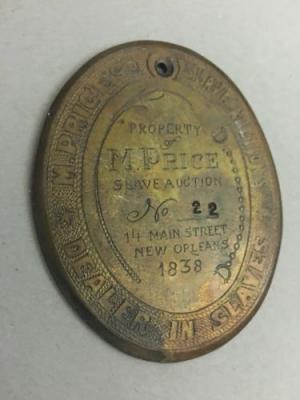 M. PRICE
DEALER IN SLAVES
PROPERTY
of
M. PRICE
SLAVE AUCTION
No 22
14 MAIN STREET
NEW ORLEANS
1838